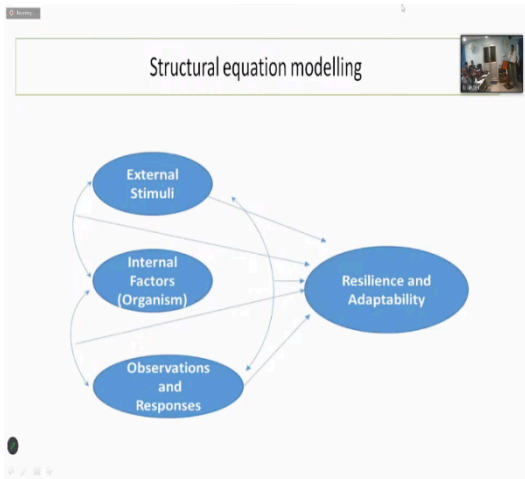 Structural equation modelling
External
Stimuli
Internal
Factors
(Organism)
Resilience and
Adaptability
Observations
and
Responses